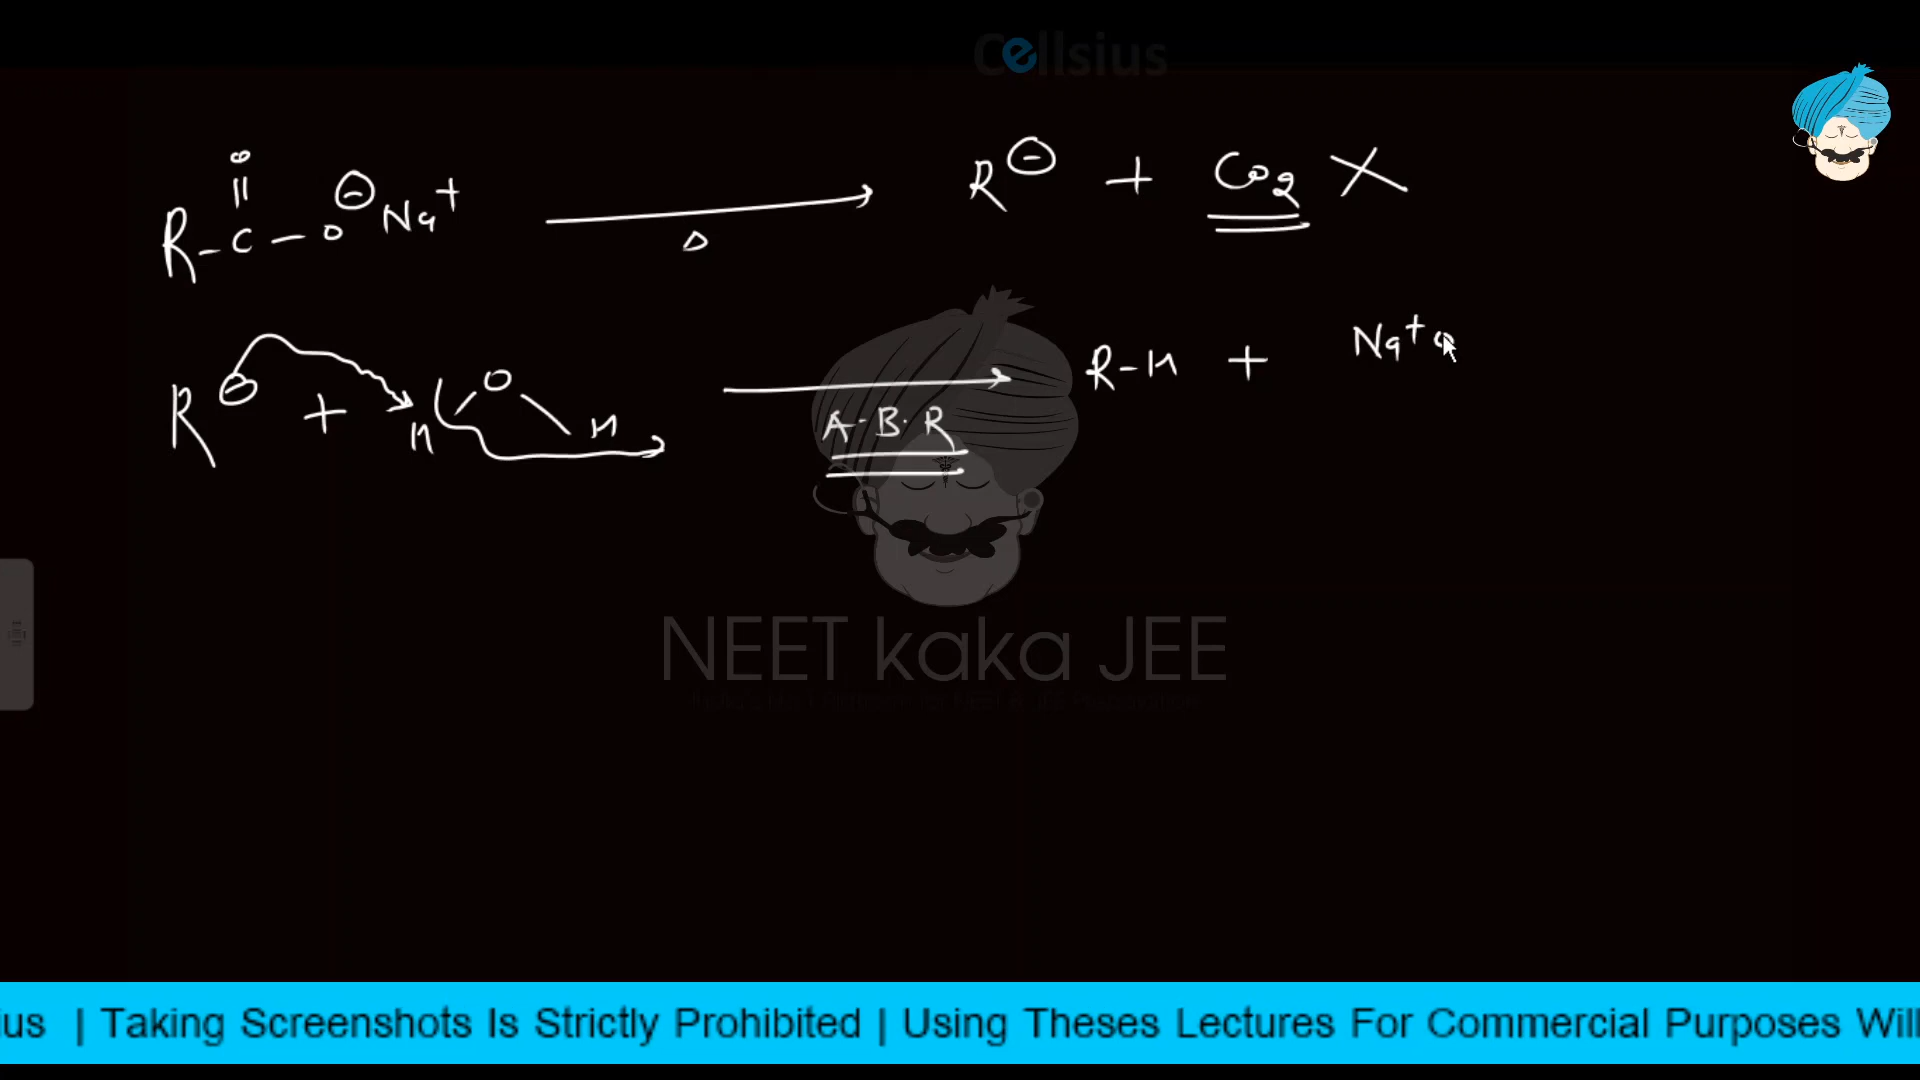 Cellsius
O
||
R-C-O⊖Na+ ⟶ R⊖ + CO2 X
Δ
R⊖ + H O H ⟶ R-H + Na+ O
A.B.R
NEET kaka JEE
ius | Taking Screenshots Is Strictly Prohibited | Using Theses Lectures For Commercial Purposes Will